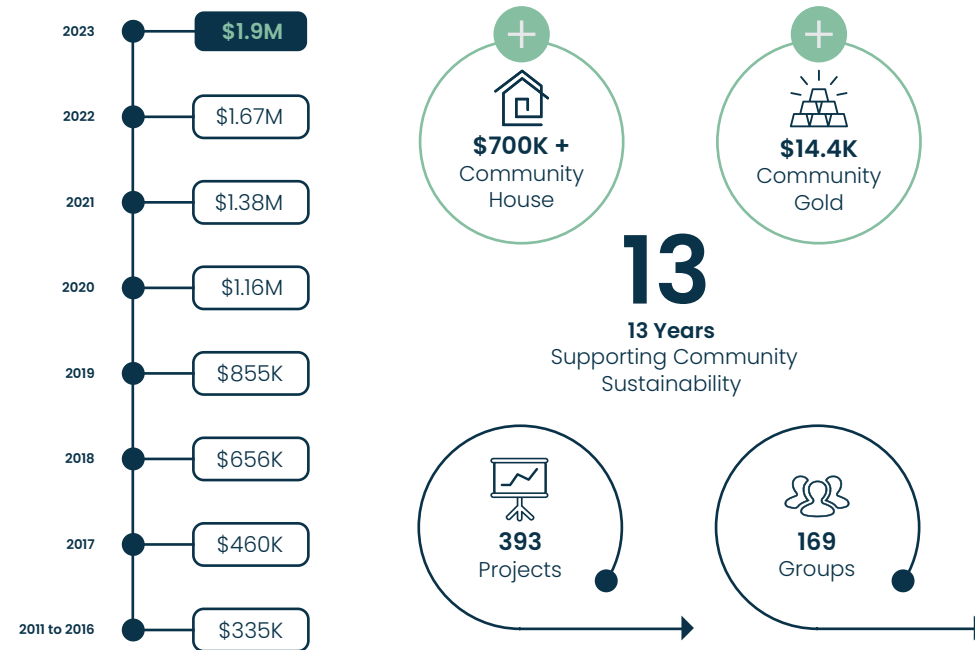 2023
$1.9M
2022
$1.67M
2021
$1.38M
2020
$1.16M
2019
$855K
2018
$656K
2017
$460K
2011 to 2016
$335K
$700K +
Community
House
$14.4K
Community
Gold
13
13 Years
Supporting Community
Sustainability
393
Projects
169
Groups